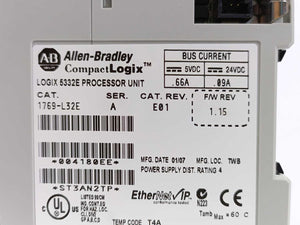 AB Allen-Bradley
CompactLogix™
LOGIX 5332E PROCESSOR UNIT
BUS CURRENT
5VDC 24VDC
.66A .09A
CAT. SER. CAT. REV. F/W REV
1769-L32E A E01 1.15
*004180EE*
MFG. DATE 01/07 MFG. LOC. TWB
POWER SUPPLY DISTANCE RATING 4
*ST3AN2TP*
EtherNet/IP
N223
TEMP CODE T4A
Tamb Max = 60 C